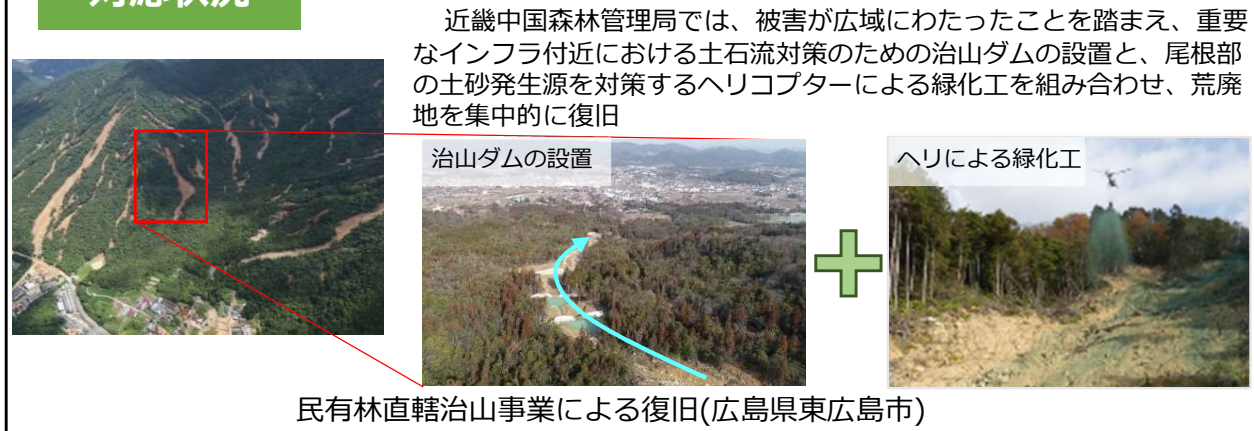 対応状況
近畿中国森林管理局では、被害が広域にわたったことを踏まえ、重要
なインフラ付近における土石流対策のための治山ダムの設置と、尾根部
の土砂発生源を対策するヘリコプターによる緑化工を組み合わせ、荒廃
地を集中的に復旧
治山ダムの設置
ヘリによる緑化工
民有林直轄治山事業による復旧(広島県東広島市)